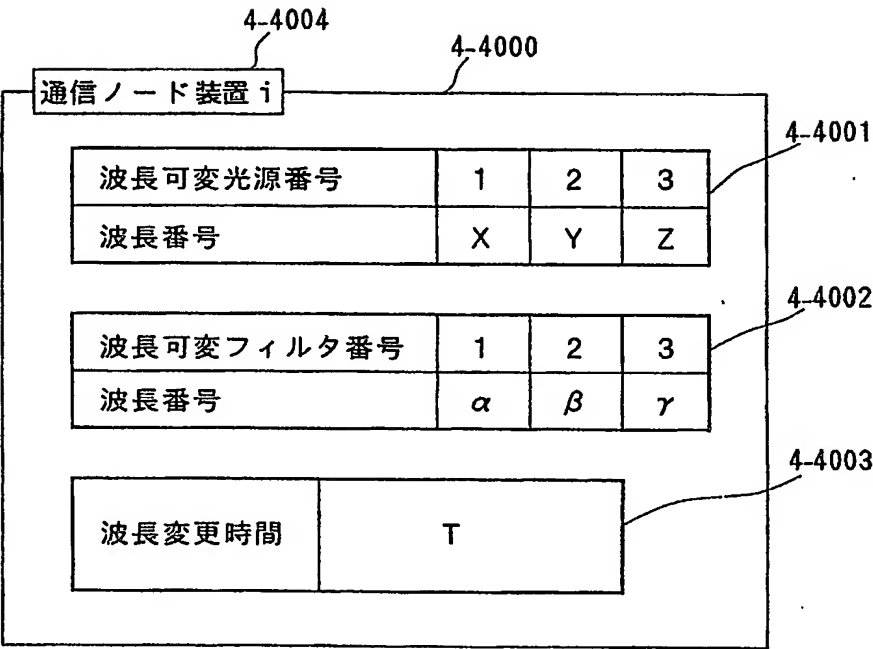 4-4004
4-4000
通信ノード装置i
4-4001
波長可変光源番号 1 2 3
波長番号 X Y Z
4-4002
波長可変フィルタ番号 1 2 3
波長番号 α β γ
4-4003
波長変更時間 T